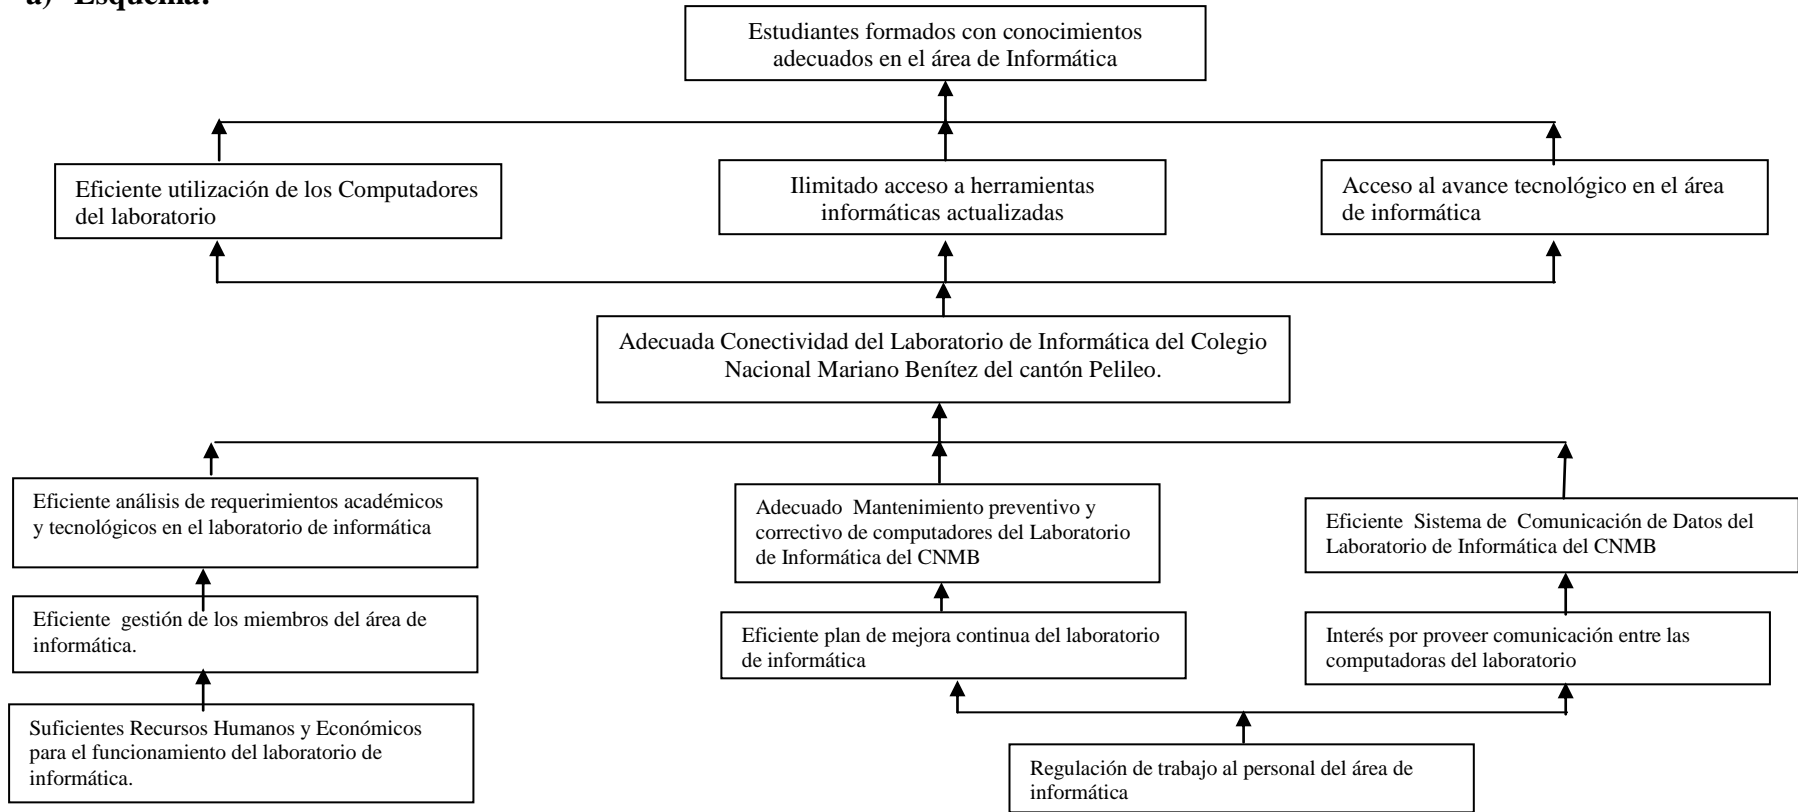 a) Esquema:
Estudiantes formados con conocimientos
adecuados en el área de Informática
Eficiente utilización de los Computadores
del laboratorio
Ilimitado acceso a herramientas
informáticas actualizadas
Acceso al avance tecnológico en el área
de informática
Adecuada Conectividad del Laboratorio de Informática del Colegio
Nacional Mariano Benítez del cantón Pelileo.
Eficiente análisis de requerimientos académicos
y tecnológicos en el laboratorio de informática
Adecuado Mantenimiento preventivo y
correctivo de computadores del Laboratorio
de Informática del CNMB
Eficiente Sistema de Comunicación de Datos del
Laboratorio de Informática del CNMB
Eficiente gestión de los miembros del área de
informática.
Eficiente plan de mejora continua del laboratorio
de informática
Interés por proveer comunicación entre las
computadoras del laboratorio
Suficientes Recursos Humanos y Económicos
para el funcionamiento del laboratorio de
informática.
Regulación de trabajo al personal del área de
informática